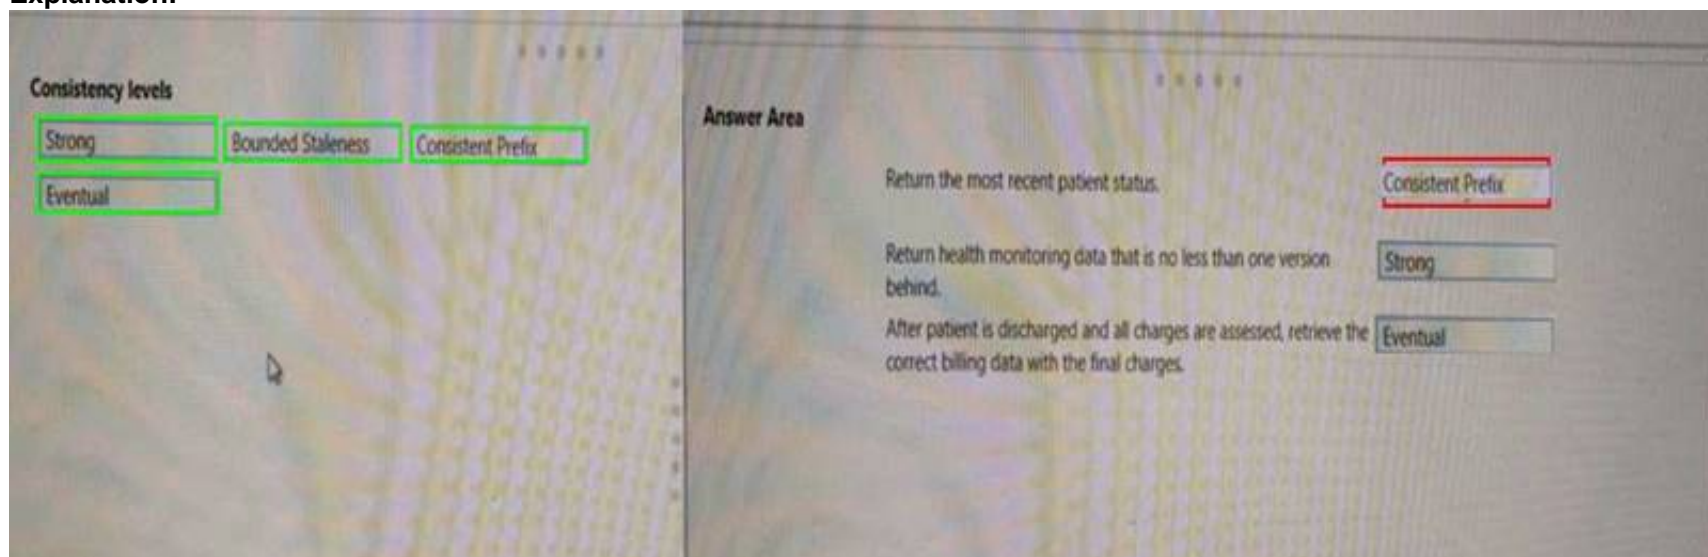 Explanation:
Consistency levels
Strong
Bounded Staleness
Consistent Prefix
Eventual
Answer Area
Return the most recent patient status.
Consistent Prefix
Return health monitoring data that is no less than one version
behind.
Strong
After patient is discharged and all charges are assessed, retrieve the
correct billing data with the final charges.
Eventual